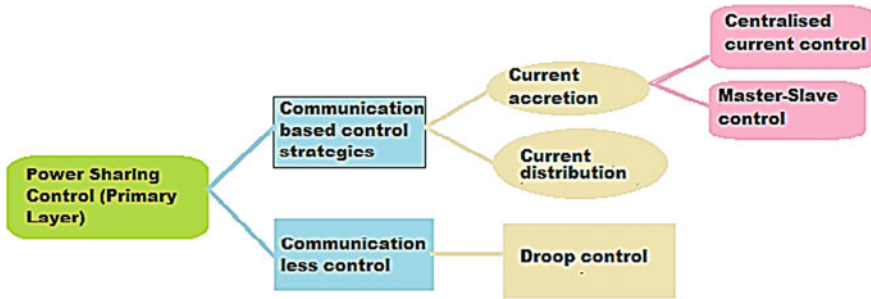 Power Sharing
Control (Primary
Layer)
Communication
based control
strategies
Communication
less control
Current
accretion
Current
distribution
Droop control
Centralised
current control
Master-Slave
control